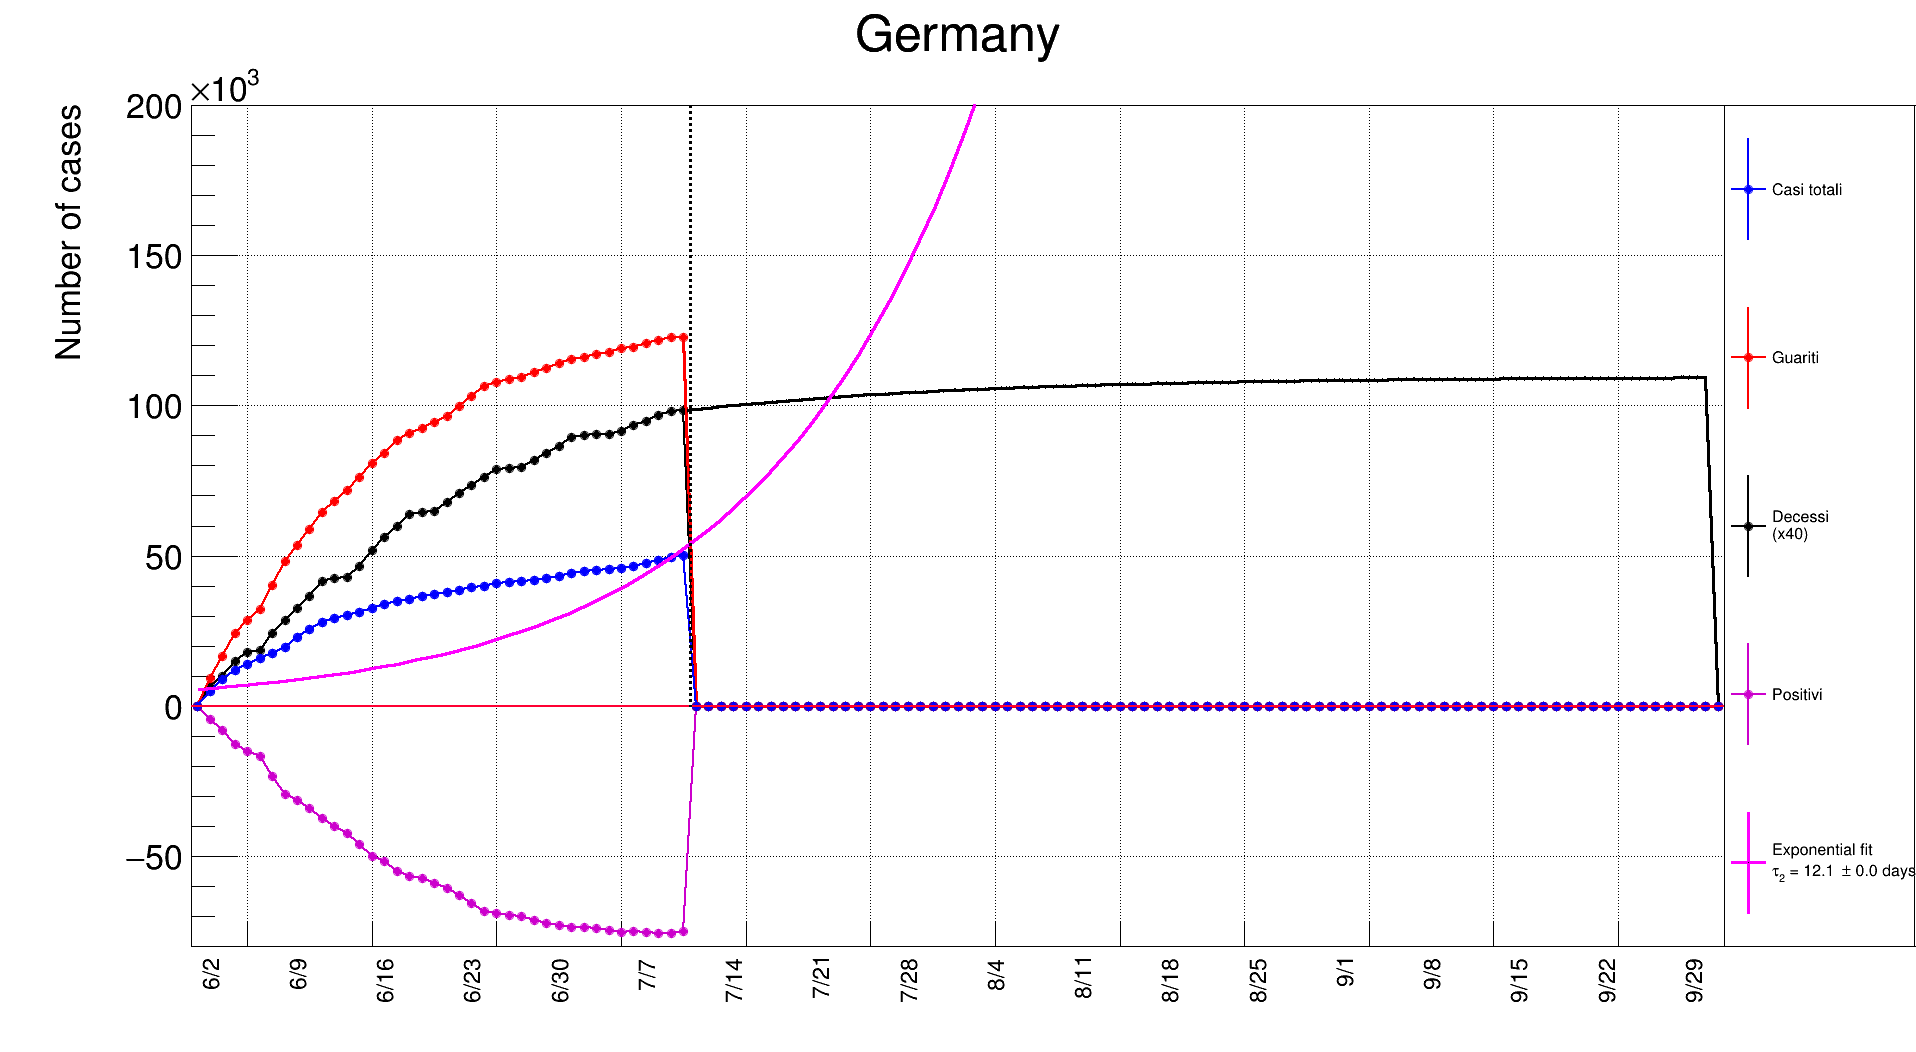 Germany
×10³
Number of cases
200
150
100
50
0
−50
6/2
6/9
6/16
6/23
6/30
7/7
7/14
7/21
7/28
8/4
8/11
8/18
8/25
9/1
9/8
9/15
9/22
9/29
Casi totali
Guariti
Decessi
(x40)
Positivi
Exponential fit
τ₂ = 12.1 ± 0.0 days